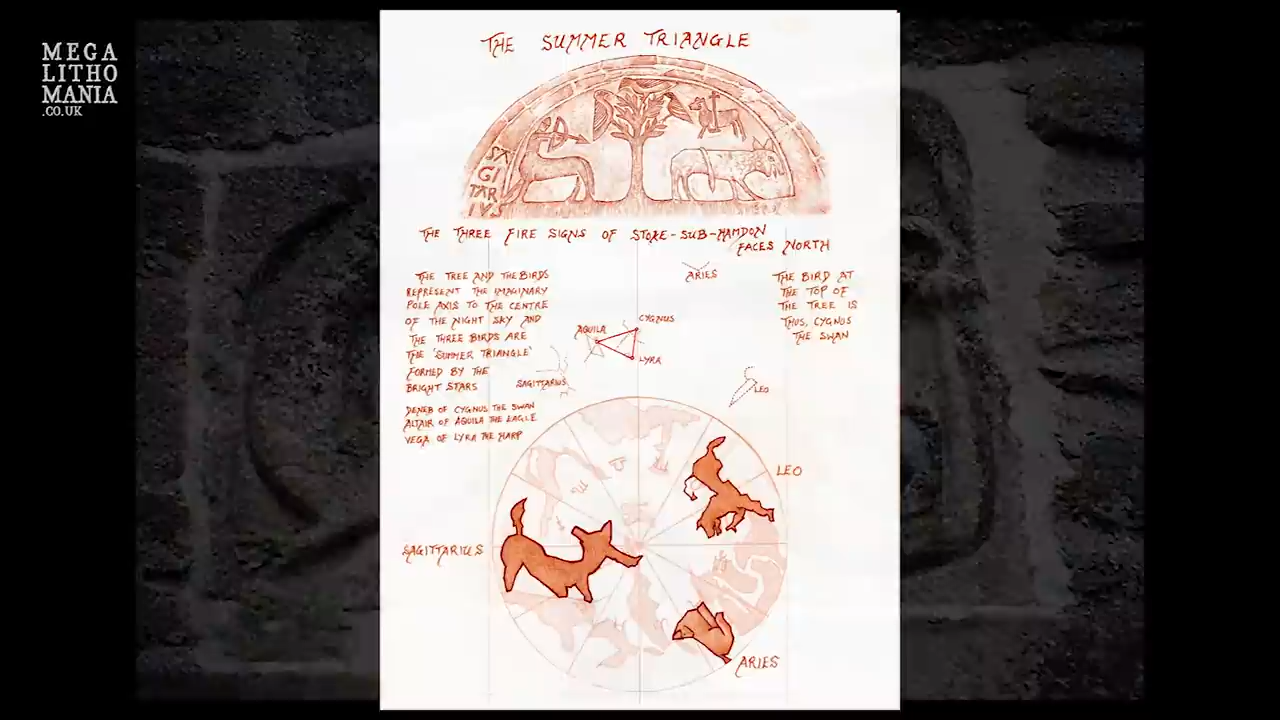 MEGA
LITHO
MANIA
.CO.UK
THE SUMMER TRIANGLE
SA
GI
TAR
IVS
THE THREE FIRE SIGNS OF STOKE-SUB-HAMDON
FACES NORTH
THE TREE AND THE BIRDS
REPRESENT THE IMAGINARY
POLE AXIS TO THE CENTRE
OF THE NIGHT SKY AND
THE THREE BIRDS ARE
THE 'SUMMER TRIANGLE'
FORMED BY THE
BRIGHT STARS
DENEB OF CYGNUS THE SWAN
ALTAIR OF AQUILA THE EAGLE
VEGA OF LYRA THE HARP
ARIES
THE BIRD AT
THE TOP OF
THE TREE IS
THUS, CYGNUS
THE SWAN
CYGNUS
AQUILA
LYRA
SAGITTARIUS
LEO
LEO
SAGITTARIUS
ARIES